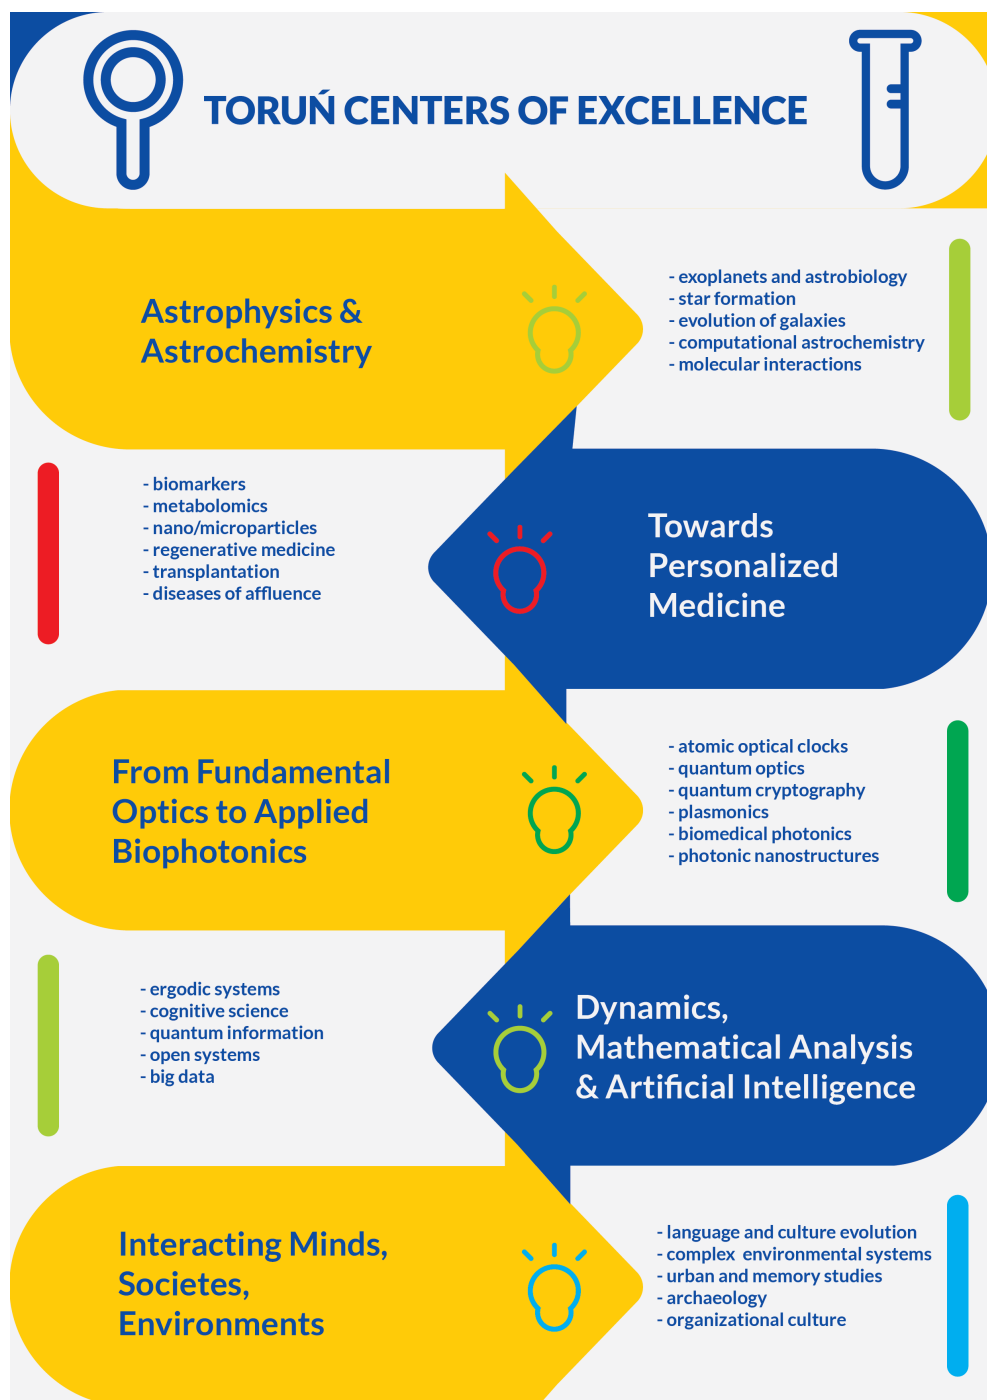 TORUŃ CENTERS OF EXCELLENCE
Astrophysics &
Astrochemistry
- exoplanets and astrobiology
- star formation
- evolution of galaxies
- computational astrochemistry
- molecular interactions
- biomarkers
- metabolomics
- nano/microparticles
- regenerative medicine
- transplantation
- diseases of affluence
Towards
Personalized
Medicine
From Fundamental
Optics to Applied
Biophotonics
- atomic optical clocks
- quantum optics
- quantum cryptography
- plasmonics
- biomedical photonics
- photonic nanostructures
- ergodic systems
- cognitive science
- quantum information
- open systems
- big data
Dynamics,
Mathematical Analysis
& Artificial Intelligence
Interacting Minds,
Societes,
Environments
- language and culture evolution
- complex  environmental systems
- urban and memory studies
- archaeology
- organizational culture